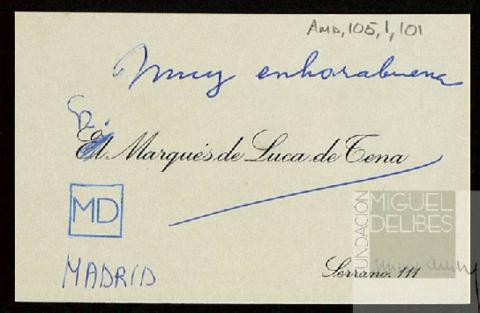 AMD, 105, 1, 101
Muy enhorabuena
El Marqués de Luca de Tena
MD
MADRID
Serrano, 111
FUNDACIÓN
MIGUEL
DELIBES